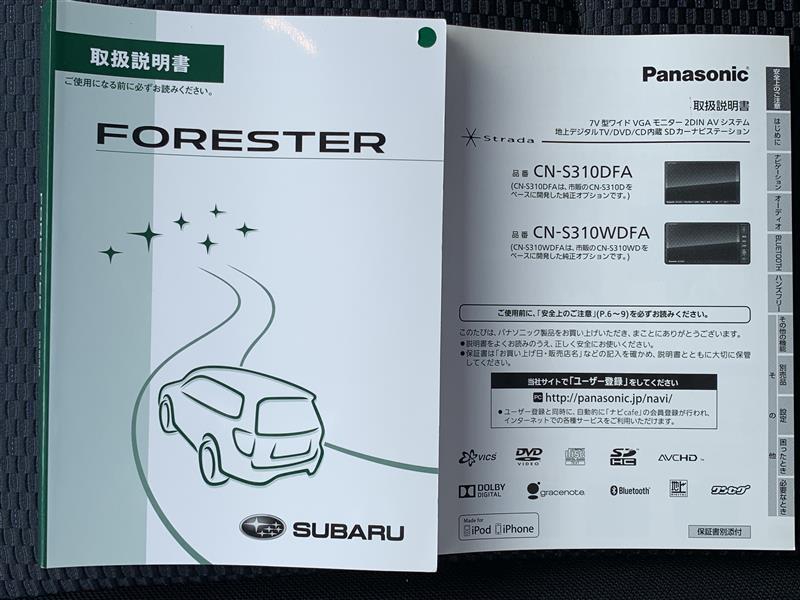 取扱説明書
ご使用になる前に必ずお読みください。
FORESTER
SUBARU
Panasonic
取扱説明書
7V型ワイド VGA モニター 2DIN AV システム
地上デジタルTV/DVD/CD内蔵 SDカーナビステーション
Strada
品番 CN-S310DFA
(CN-S310DFAは、市販のCN-S310Dを
ベースに開発した純正オプションです。)
品番 CN-S310WDFA
(CN-S310WDFAは、市販のCN-S310WDを
ベースに開発した純正オプションです。)
ご使用前に、「安全上のご注意」(P.6~9)を必ずお読みください。
このたびは、パナソニック製品をお買い上げいただき、まことにありがとうございます。
●説明書をよくお読みのうえ、正しく安全にお使いください。
●保証書は「お買い上げ日・販売店名」などの記入を確かめ、説明書とともに大切に保管
してください。
当社サイトで「ユーザー登録」をしてください
PC http://panasonic.jp/navi/
●ユーザー登録と同時に、自動的に「ナビcafe」の会員登録が行われ、
インターネットでの各種サービスをご利用いただけます。
VICS DVD VIDEO SD HC AVCHD™
DOLBY DIGITAL gracenote. Bluetooth ワンセグ
Made for
iPod iPhone
保証書別添付
安全上のご注意
はじめに
ナビゲーション
オーディオ
BLUETOOTH
ハンズフリー
その他の機能
別売品
設定
困ったとき
必要なとき
その他